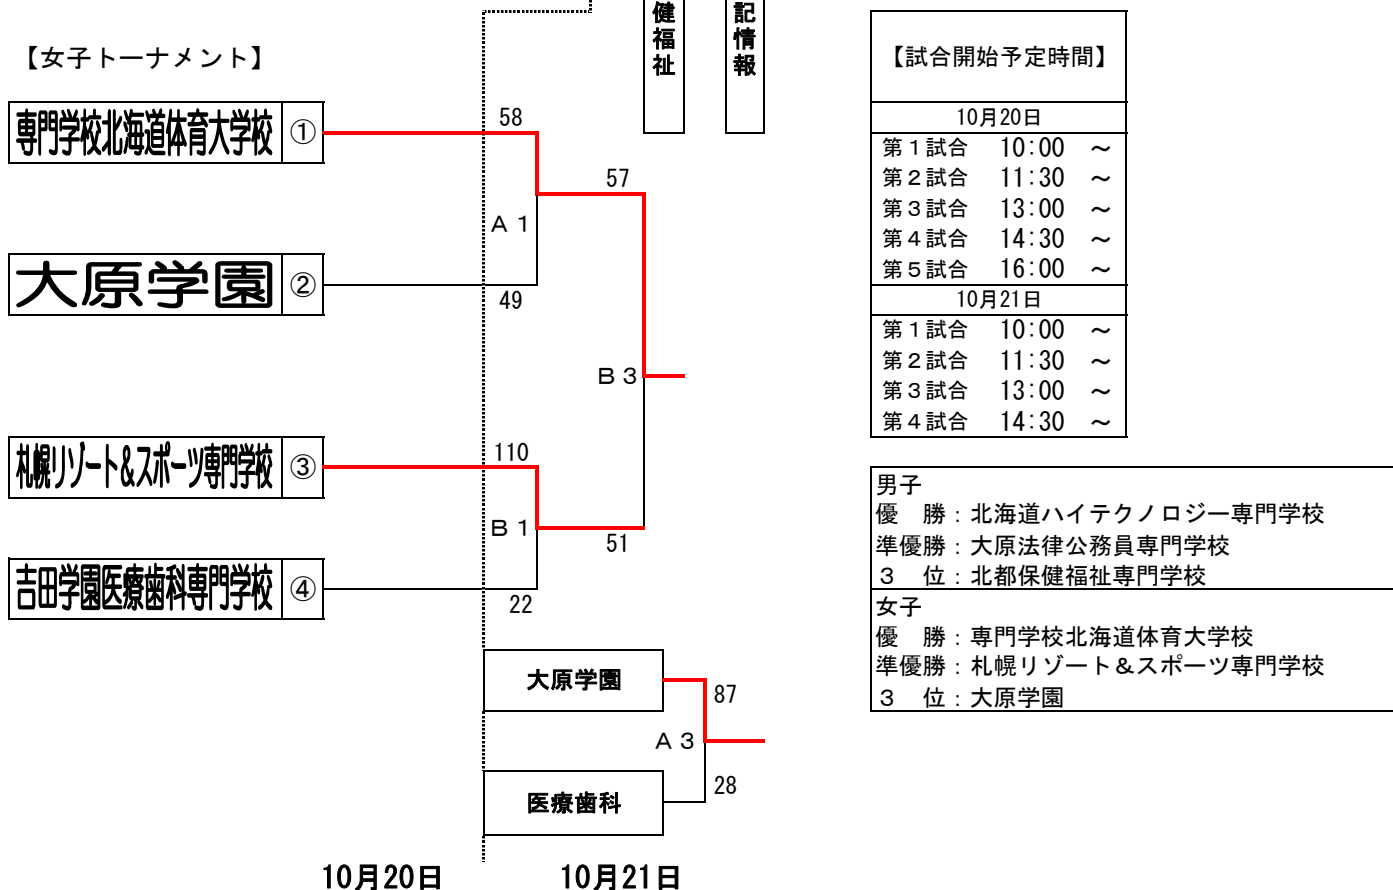 健福祉
記情報
【女子トーナメント】
専門学校北海道体育大学校 ①
58
57
A 1
大原学園 ②
49
B 3
札幌リゾート&スポーツ専門学校 ③
110
B 1
51
吉田学園医療歯科専門学校 ④
22
大原学園
87
A 3
医療歯科
28
10月20日 10月21日
【試合開始予定時間】
10月20日
第1試合 10:00 ~
第2試合 11:30 ~
第3試合 13:00 ~
第4試合 14:30 ~
第5試合 16:00 ~
10月21日
第1試合 10:00 ~
第2試合 11:30 ~
第3試合 13:00 ~
第4試合 14:30 ~
男子
優 勝：北海道ハイテクノロジー専門学校
準優勝：大原法律公務員専門学校
3 位：北都保健福祉専門学校
女子
優 勝：専門学校北海道体育大学校
準優勝：札幌リゾート＆スポーツ専門学校
3 位：大原学園